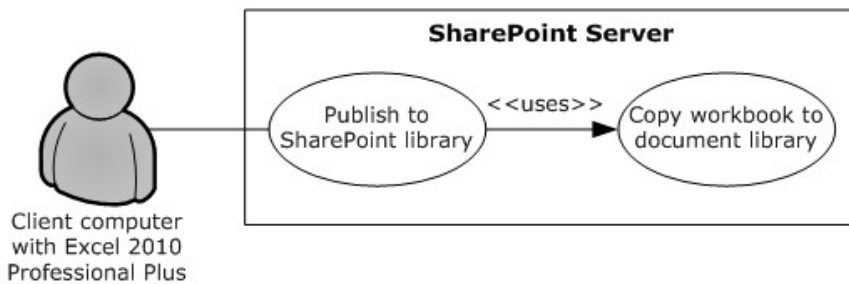 SharePoint Server
Publish to
SharePoint library
<<uses>>
Copy workbook to
document library
Client computer
with Excel 2010
Professional Plus